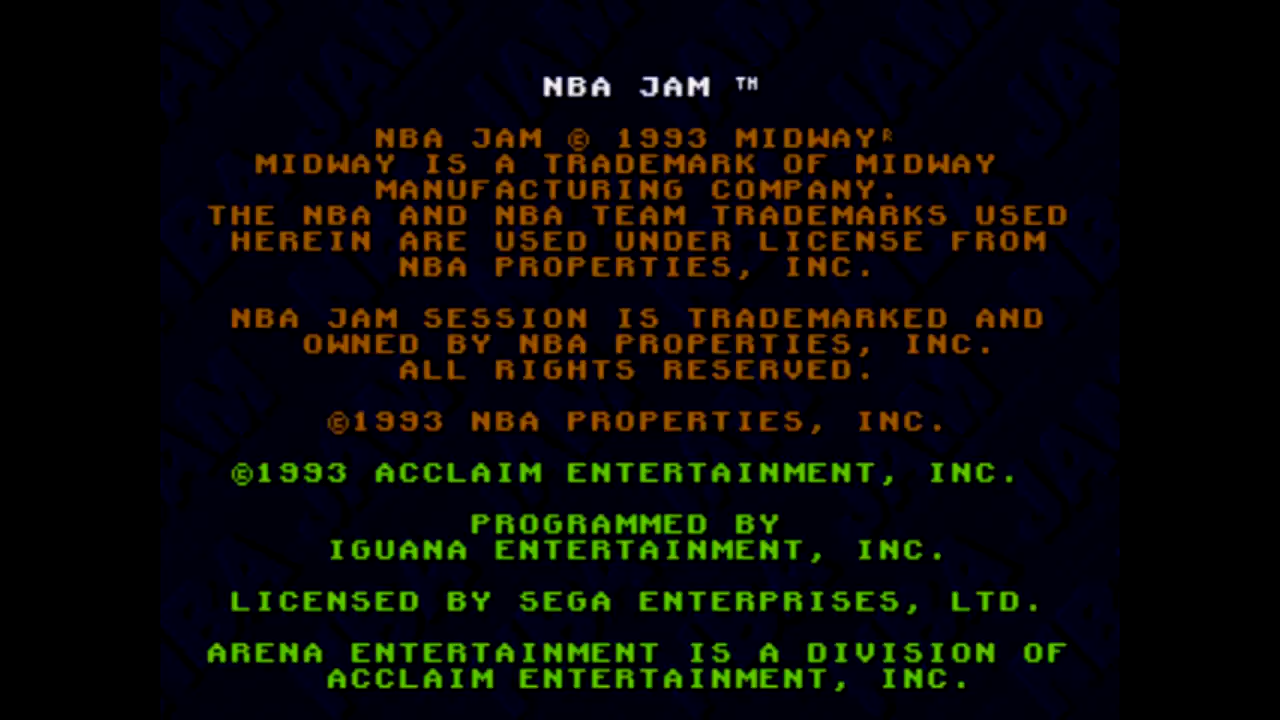 NBA JAM ™
NBA JAM © 1993 MIDWAY®
MIDWAY IS A TRADEMARK OF MIDWAY
MANUFACTURING COMPANY.
THE NBA AND NBA TEAM TRADEMARKS USED
HEREIN ARE USED UNDER LICENSE FROM
NBA PROPERTIES, INC.
NBA JAM SESSION IS TRADEMARKED AND
OWNED BY NBA PROPERTIES, INC.
ALL RIGHTS RESERVED.
©1993 NBA PROPERTIES, INC.
©1993 ACCLAIM ENTERTAINMENT, INC.
PROGRAMMED BY
IGUANA ENTERTAINMENT, INC.
LICENSED BY SEGA ENTERPRISES, LTD.
ARENA ENTERTAINMENT IS A DIVISION OF
ACCLAIM ENTERTAINMENT, INC.